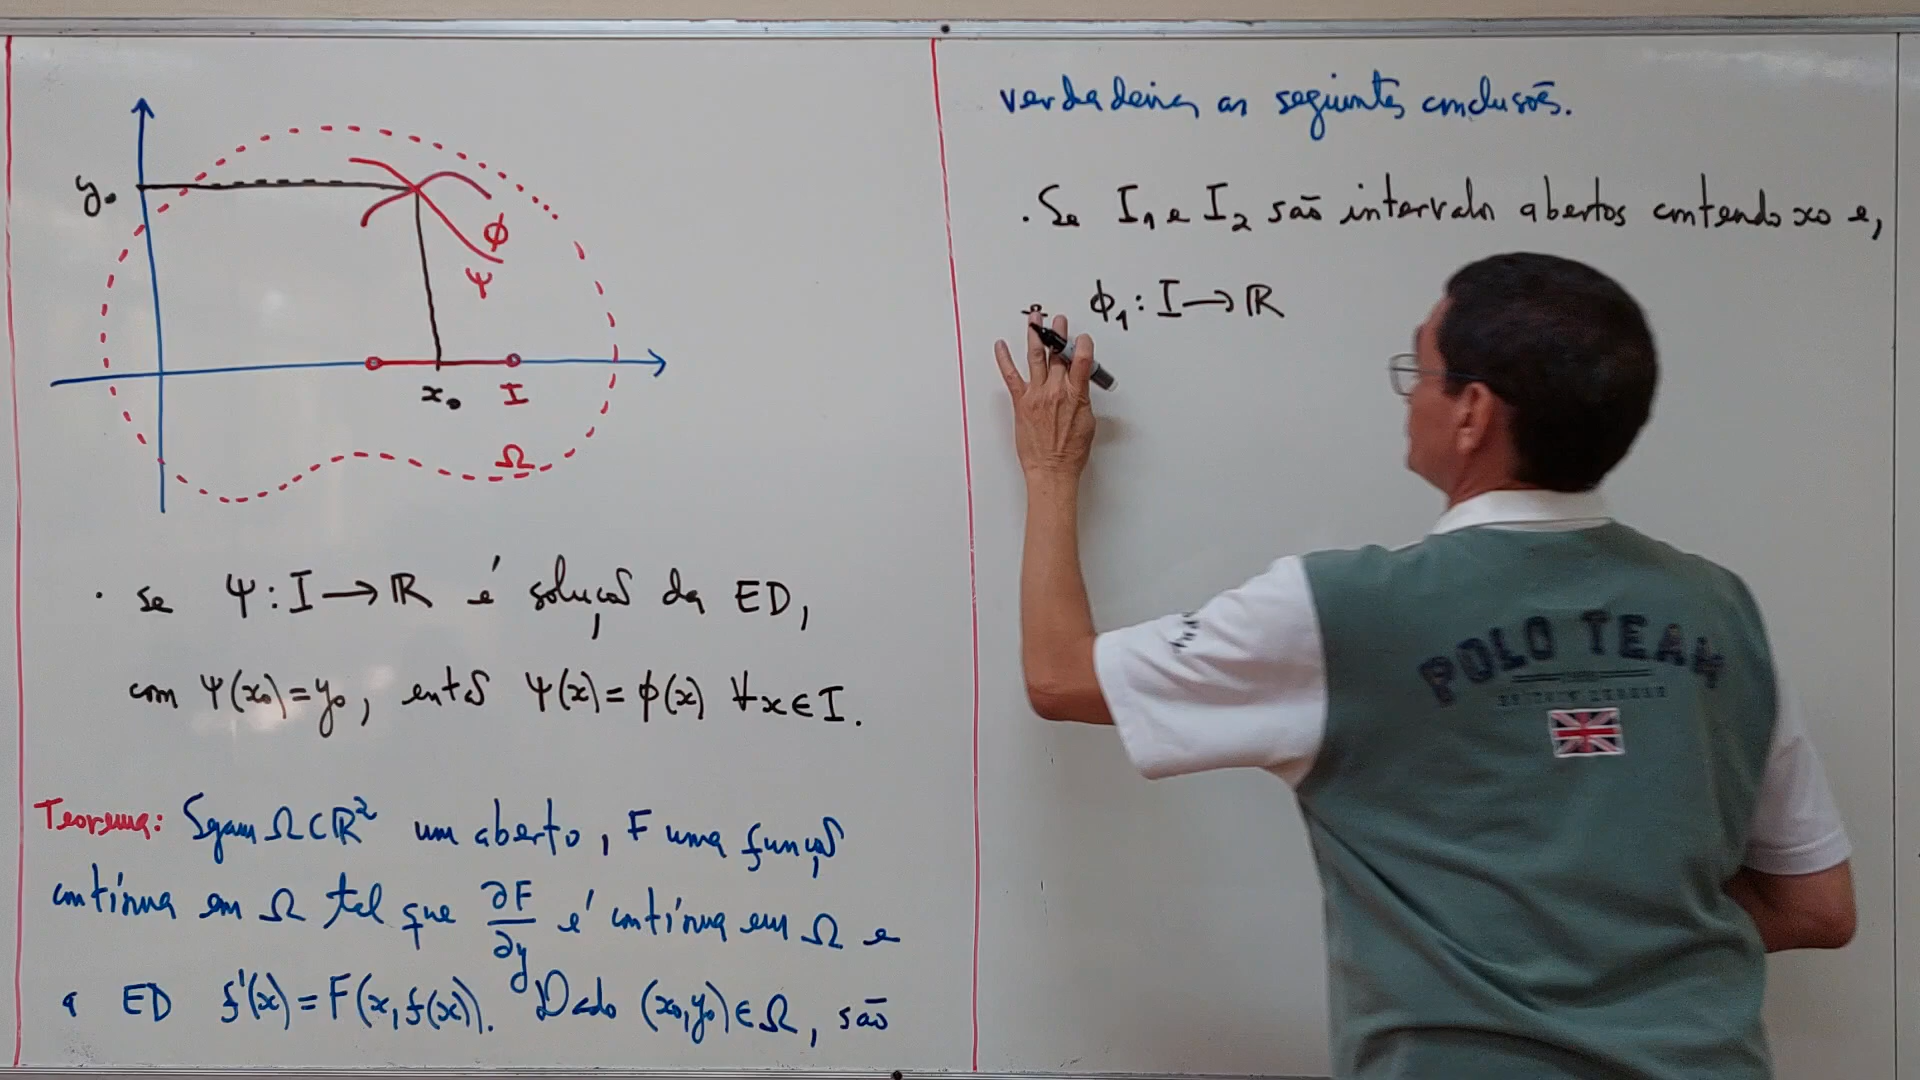 y₀
ϕ
Ψ
x₀ I
Ω
· se Ψ: I → ℝ é solução da ED,
com Ψ(x₀)=y₀, então Ψ(x)=ϕ(x) ∀x∈I.
Teorema: Sejam Ω⊂ℝ² um aberto, F uma função
contínua em Ω tal que ∂F/∂y é contínua em Ω e
a ED f'(x)=F(x,f(x)). Dado (x₀,y₀)∈Ω, são
verdadeiras as seguintes conclusões.
· Se I₁ e I₂ são intervalos abertos contendo x₀ e,
ϕ₁: I → ℝ
POLO TEAM